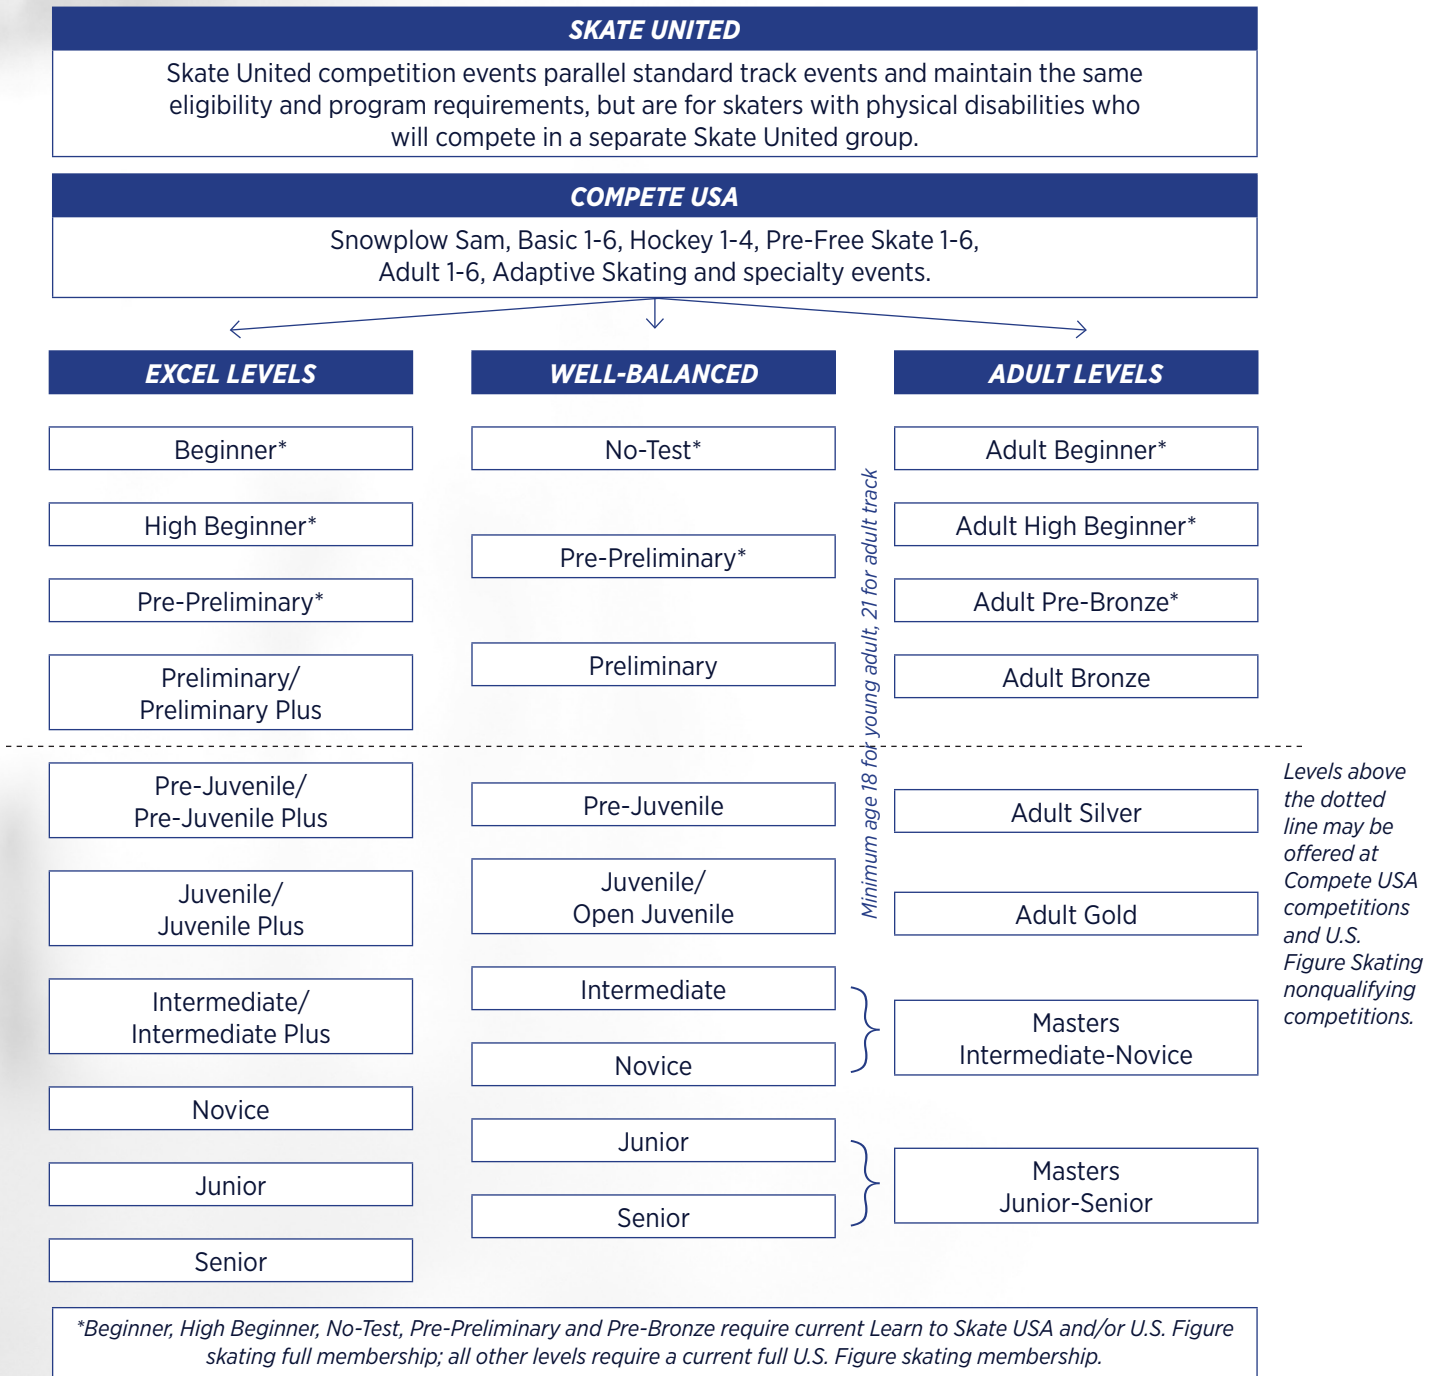 SKATE UNITED
Skate United competition events parallel standard track events and maintain the same
eligibility and program requirements, but are for skaters with physical disabilities who
will compete in a separate Skate United group.
COMPETE USA
Snowplow Sam, Basic 1-6, Hockey 1-4, Pre-Free Skate 1-6,
Adult 1-6, Adaptive Skating and specialty events.
EXCEL LEVELS
Beginner*
High Beginner*
Pre-Preliminary*
Preliminary/
Preliminary Plus
Pre-Juvenile/
Pre-Juvenile Plus
Juvenile/
Juvenile Plus
Intermediate/
Intermediate Plus
Novice
Junior
Senior
WELL-BALANCED
No-Test*
Pre-Preliminary*
Preliminary
Pre-Juvenile
Juvenile/
Open Juvenile
Intermediate
Novice
Junior
Senior
Minimum age 18 for young adult, 21 for adult track
ADULT LEVELS
Adult Beginner*
Adult High Beginner*
Adult Pre-Bronze*
Adult Bronze
Adult Silver
Adult Gold
Masters
Intermediate-Novice
Masters
Junior-Senior
Levels above
the dotted
line may be
offered at
Compete USA
competitions
and U.S.
Figure Skating
nonqualifying
competitions.
*Beginner, High Beginner, No-Test, Pre-Preliminary and Pre-Bronze require current Learn to Skate USA and/or U.S. Figure
skating full membership; all other levels require a current full U.S. Figure skating membership.